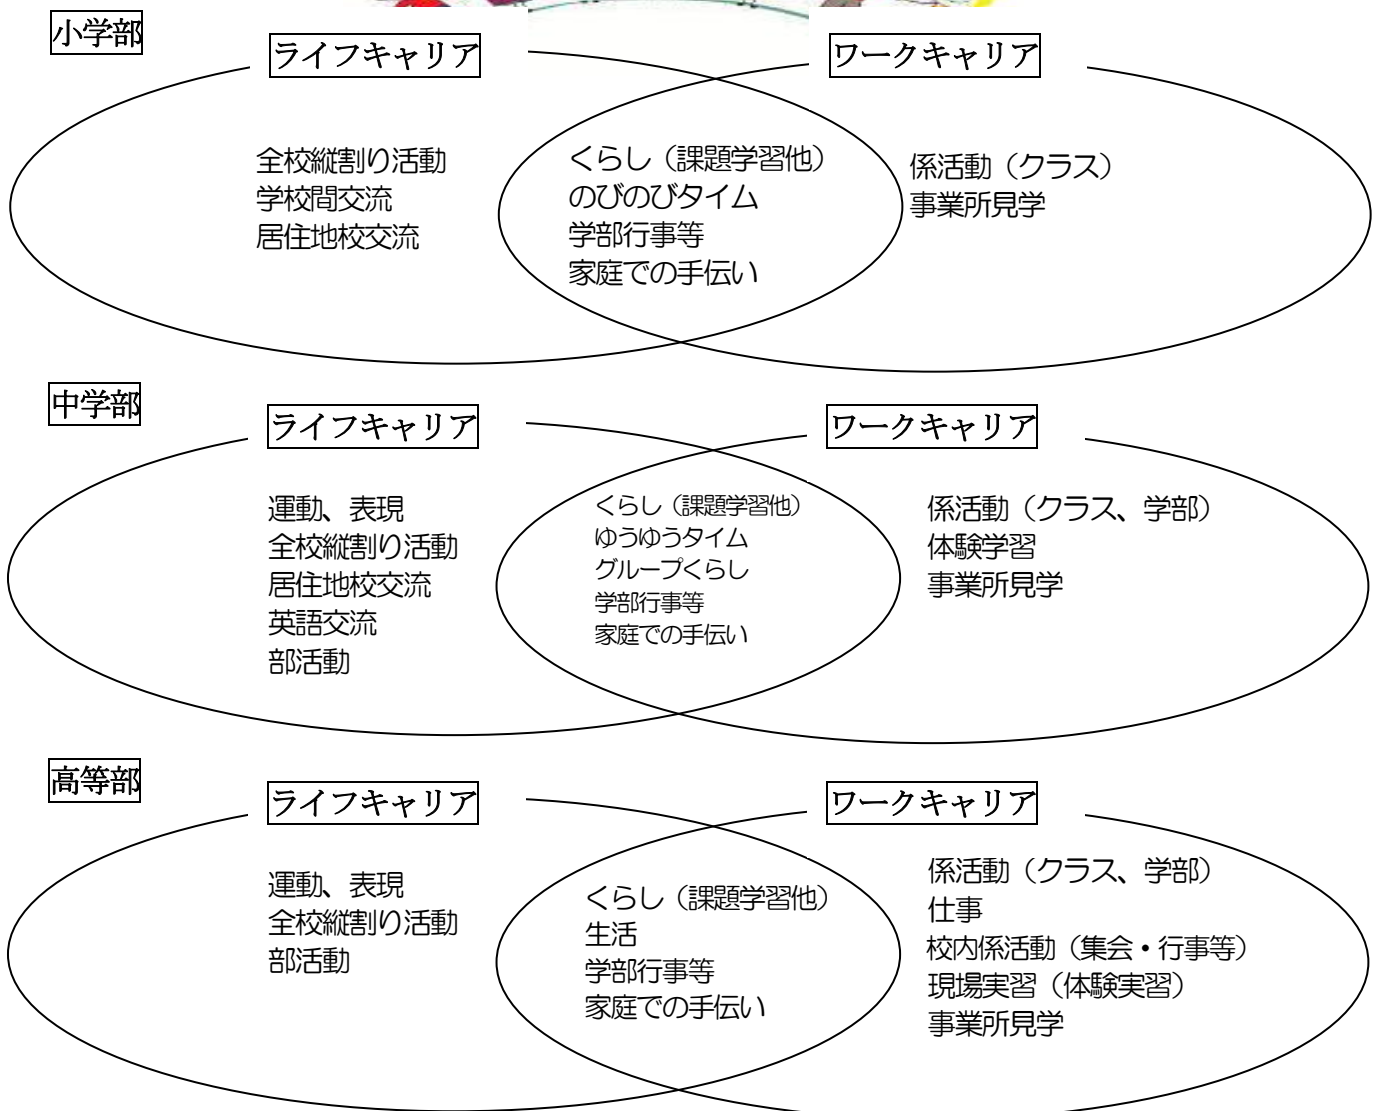 小学部
ライフキャリア
ワークキャリア
全校縦割り活動
学校間交流
居住地校交流
くらし（課題学習他）
のびのびタイム
学部行事等
家庭での手伝い
係活動（クラス）
事業所見学
中学部
ライフキャリア
ワークキャリア
運動、表現
全校縦割り活動
居住地校交流
英語交流
部活動
くらし（課題学習他）
ゆうゆうタイム
グループくらし
学部行事等
家庭での手伝い
係活動（クラス、学部）
体験学習
事業所見学
高等部
ライフキャリア
ワークキャリア
運動、表現
全校縦割り活動
部活動
くらし（課題学習他）
生活
学部行事等
家庭での手伝い
係活動（クラス、学部）
仕事
校内係活動（集会・行事等）
現場実習（体験実習）
事業所見学